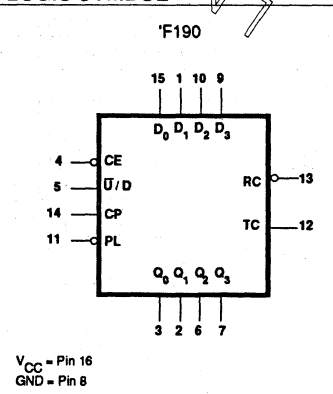 'F190
15 1 10 9
D0 D1 D2 D3
4 CE
5 U̅/D
RC 13
14 CP
TC 12
11 PL
Q0 Q1 Q2 Q3
3 2 6 7
VCC = Pin 16
GND = Pin 8